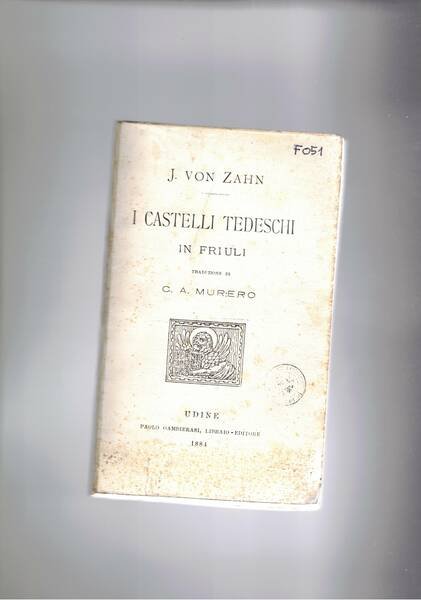 F051
J. VON ZAHN
I CASTELLI TEDESCHI
IN FRIULI
TRADUZIONE DI
C. A. MURERO
UDINE
PAOLO GAMBIERASI, LIBRAIO-EDITORE
1884